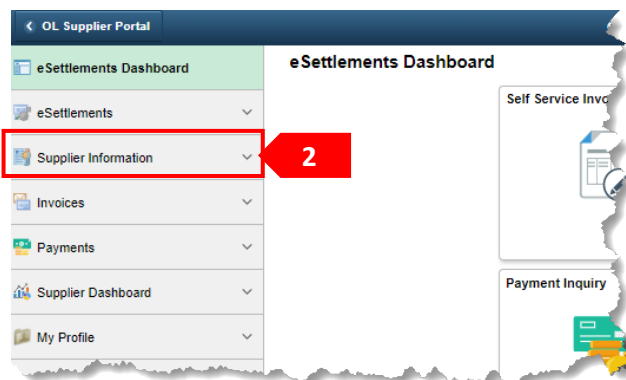 OL Supplier Portal
eSettlements Dashboard
eSettlements
Supplier Information
Invoices
Payments
Supplier Dashboard
My Profile
2
eSettlements Dashboard
Self Service Invo
Payment Inquiry